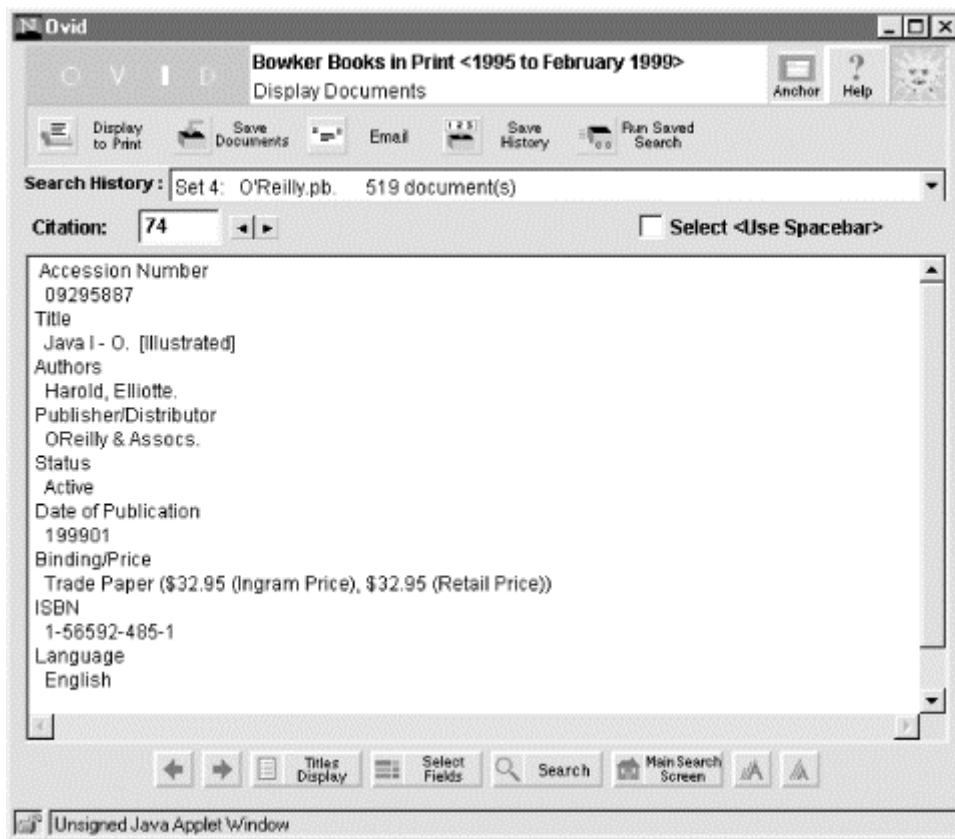 Ovid
O V I D
Bowker Books in Print <1995 to February 1999>
Display Documents
Anchor
? Help
Display to Print
Save Documents
Email
Save History
Run Saved Search
Search History : Set 4: O'Reilly.pb. 519 document(s)
Citation: 74
Select <Use Spacebar>
Accession Number
09295887
Title
Java I - O. [Illustrated]
Authors
Harold, Elliotte.
Publisher/Distributor
OReilly & Assocs.
Status
Active
Date of Publication
199901
Binding/Price
Trade Paper ($32.95 (Ingram Price), $32.95 (Retail Price))
ISBN
1-56592-485-1
Language
English
Titles Display
Select Fields
Search
Main Search Screen
Unsigned Java Applet Window